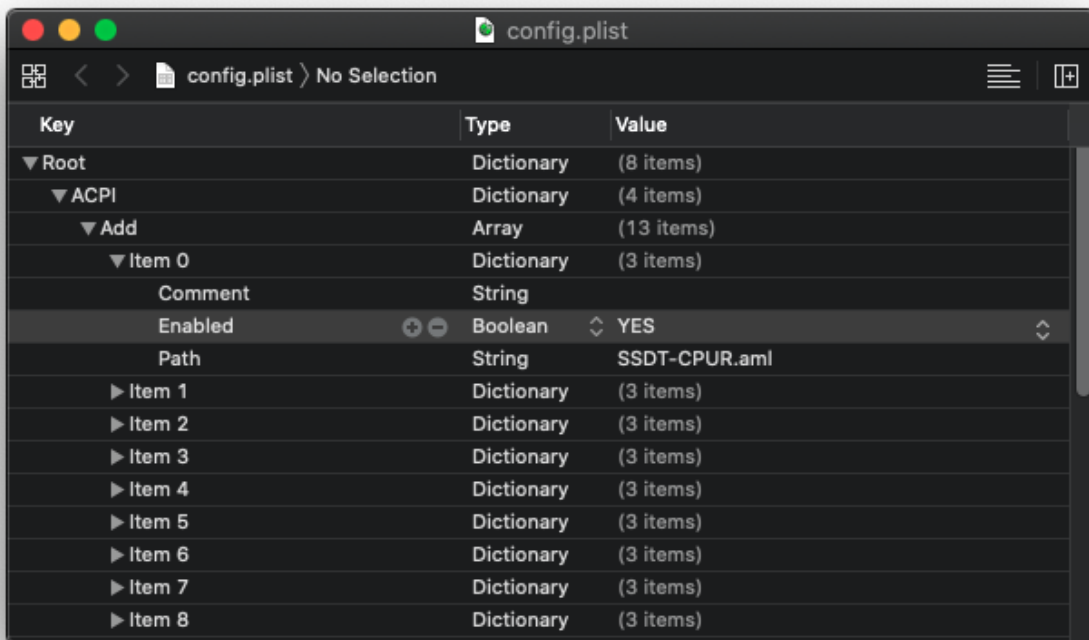 config.plist
config.plist 〉 No Selection
Key Type Value
Root Dictionary (8 items)
ACPI Dictionary (4 items)
Add Array (13 items)
Item 0 Dictionary (3 items)
Comment String
Enabled Boolean YES
Path String SSDT-CPUR.aml
Item 1 Dictionary (3 items)
Item 2 Dictionary (3 items)
Item 3 Dictionary (3 items)
Item 4 Dictionary (3 items)
Item 5 Dictionary (3 items)
Item 6 Dictionary (3 items)
Item 7 Dictionary (3 items)
Item 8 Dictionary (3 items)